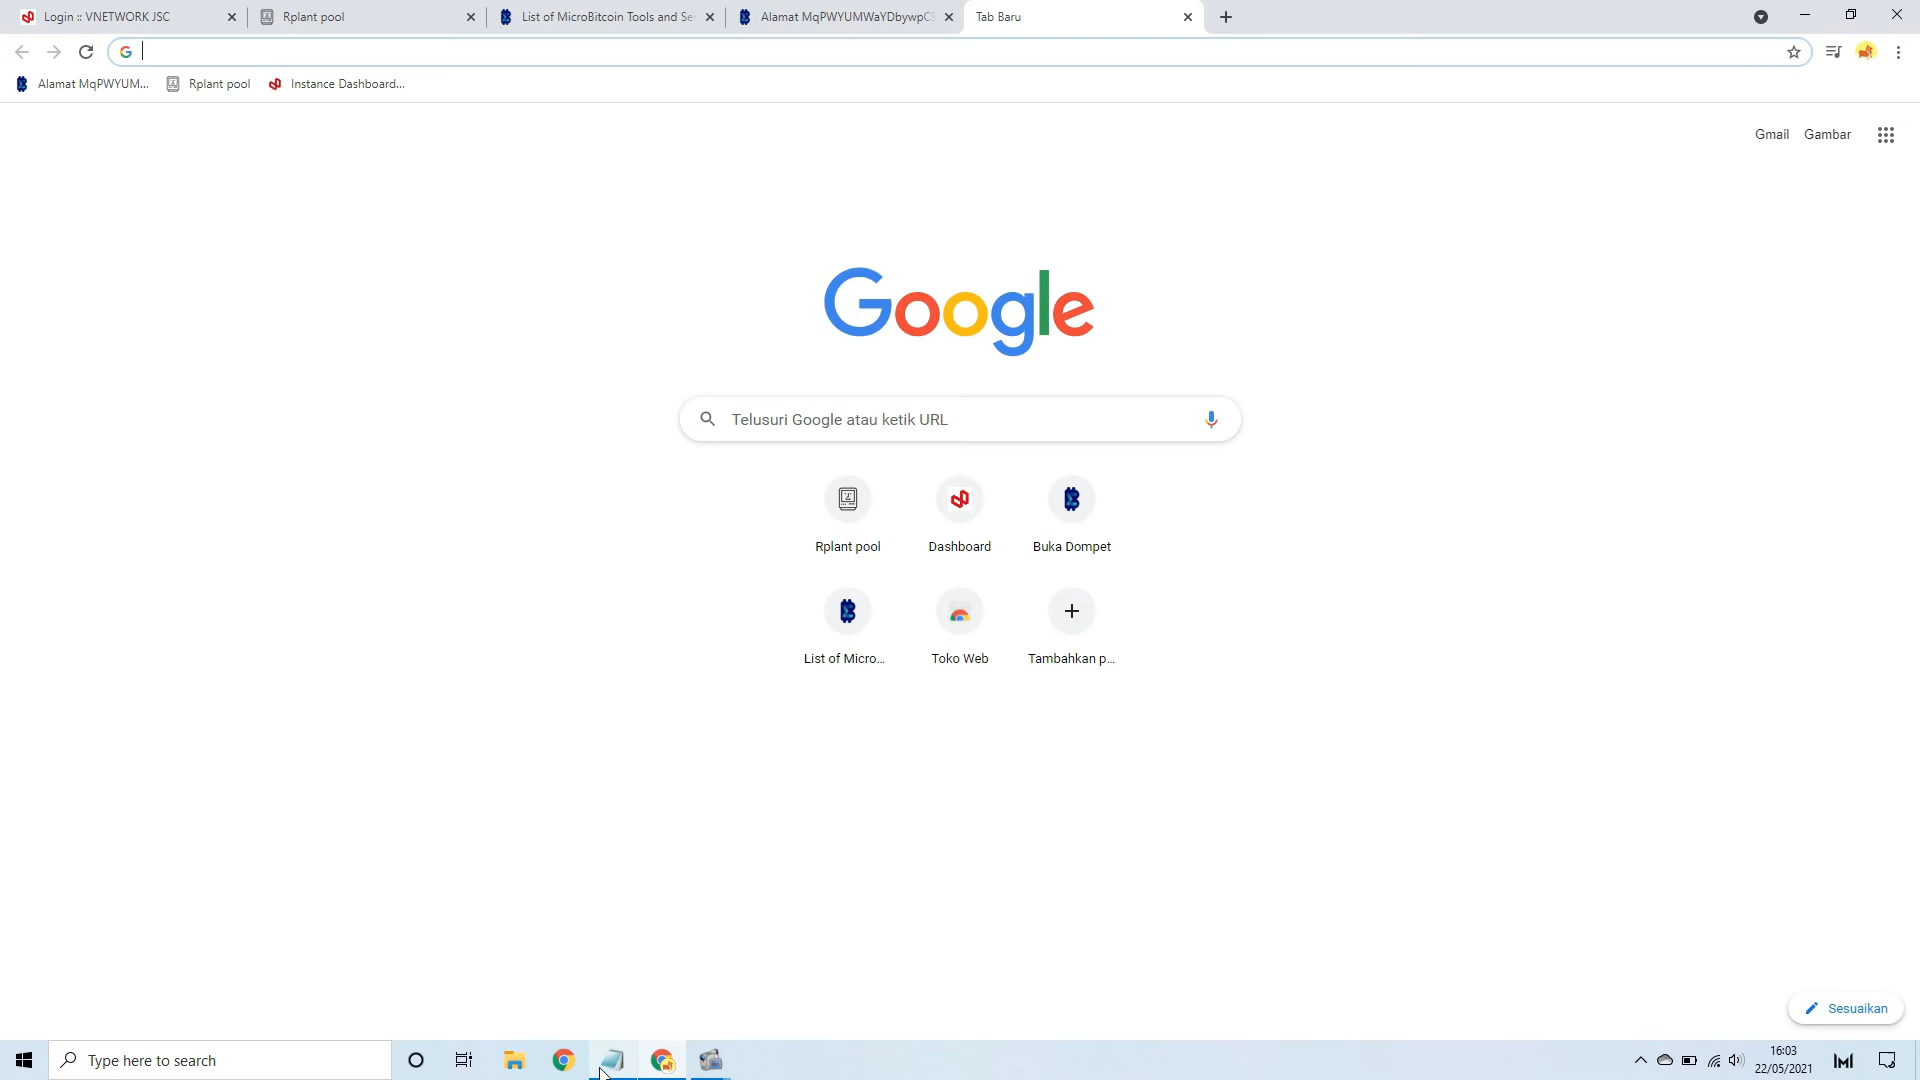 Login :: VNETWORK JSC
Rplant pool
List of MicroBitcoin Tools and Se
Alamat MqPWYUMWaYDbywpCS
Tab Baru
Alamat MqPWYUM...
Rplant pool
Instance Dashboard...
Gmail
Gambar
Google
Telusuri Google atau ketik URL
Rplant pool
Dashboard
Buka Dompet
List of Micro...
Toko Web
Tambahkan p...
Sesuaikan
Type here to search
16:03
22/05/2021